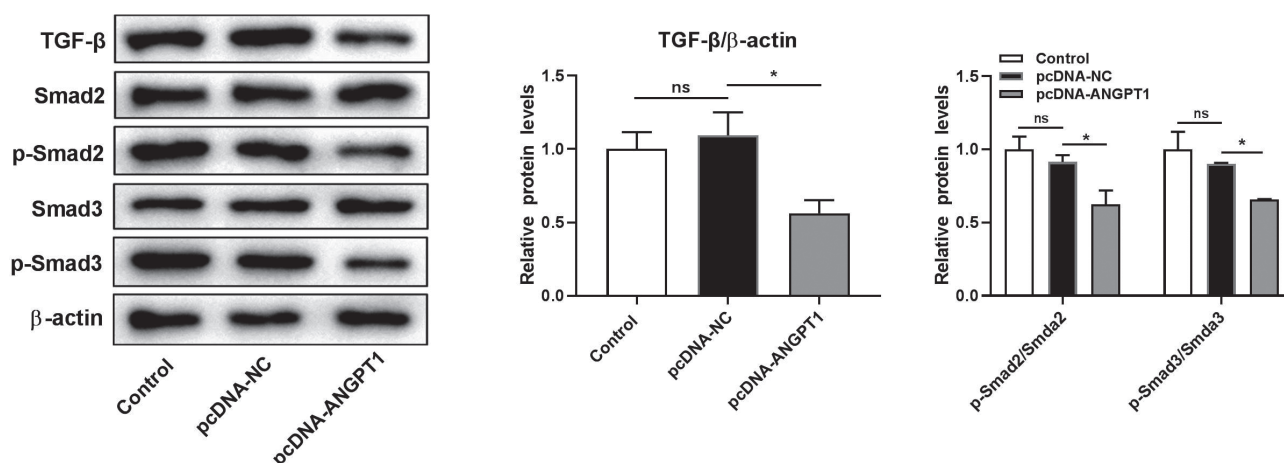 TGF-β
Smad2
p-Smad2
Smad3
p-Smad3
β-actin
Control
pcDNA-NC
pcDNA-ANGPT1
TGF-β/β-actin
Relative protein levels
1.5
1.0
0.5
0.0
ns
*
Control
pcDNA-NC
pcDNA-ANGPT1
Control
pcDNA-NC
pcDNA-ANGPT1
Relative protein levels
1.5
1.0
0.5
0.0
ns
*
ns
*
p-Smad2/Smda2
p-Smad3/Smda3